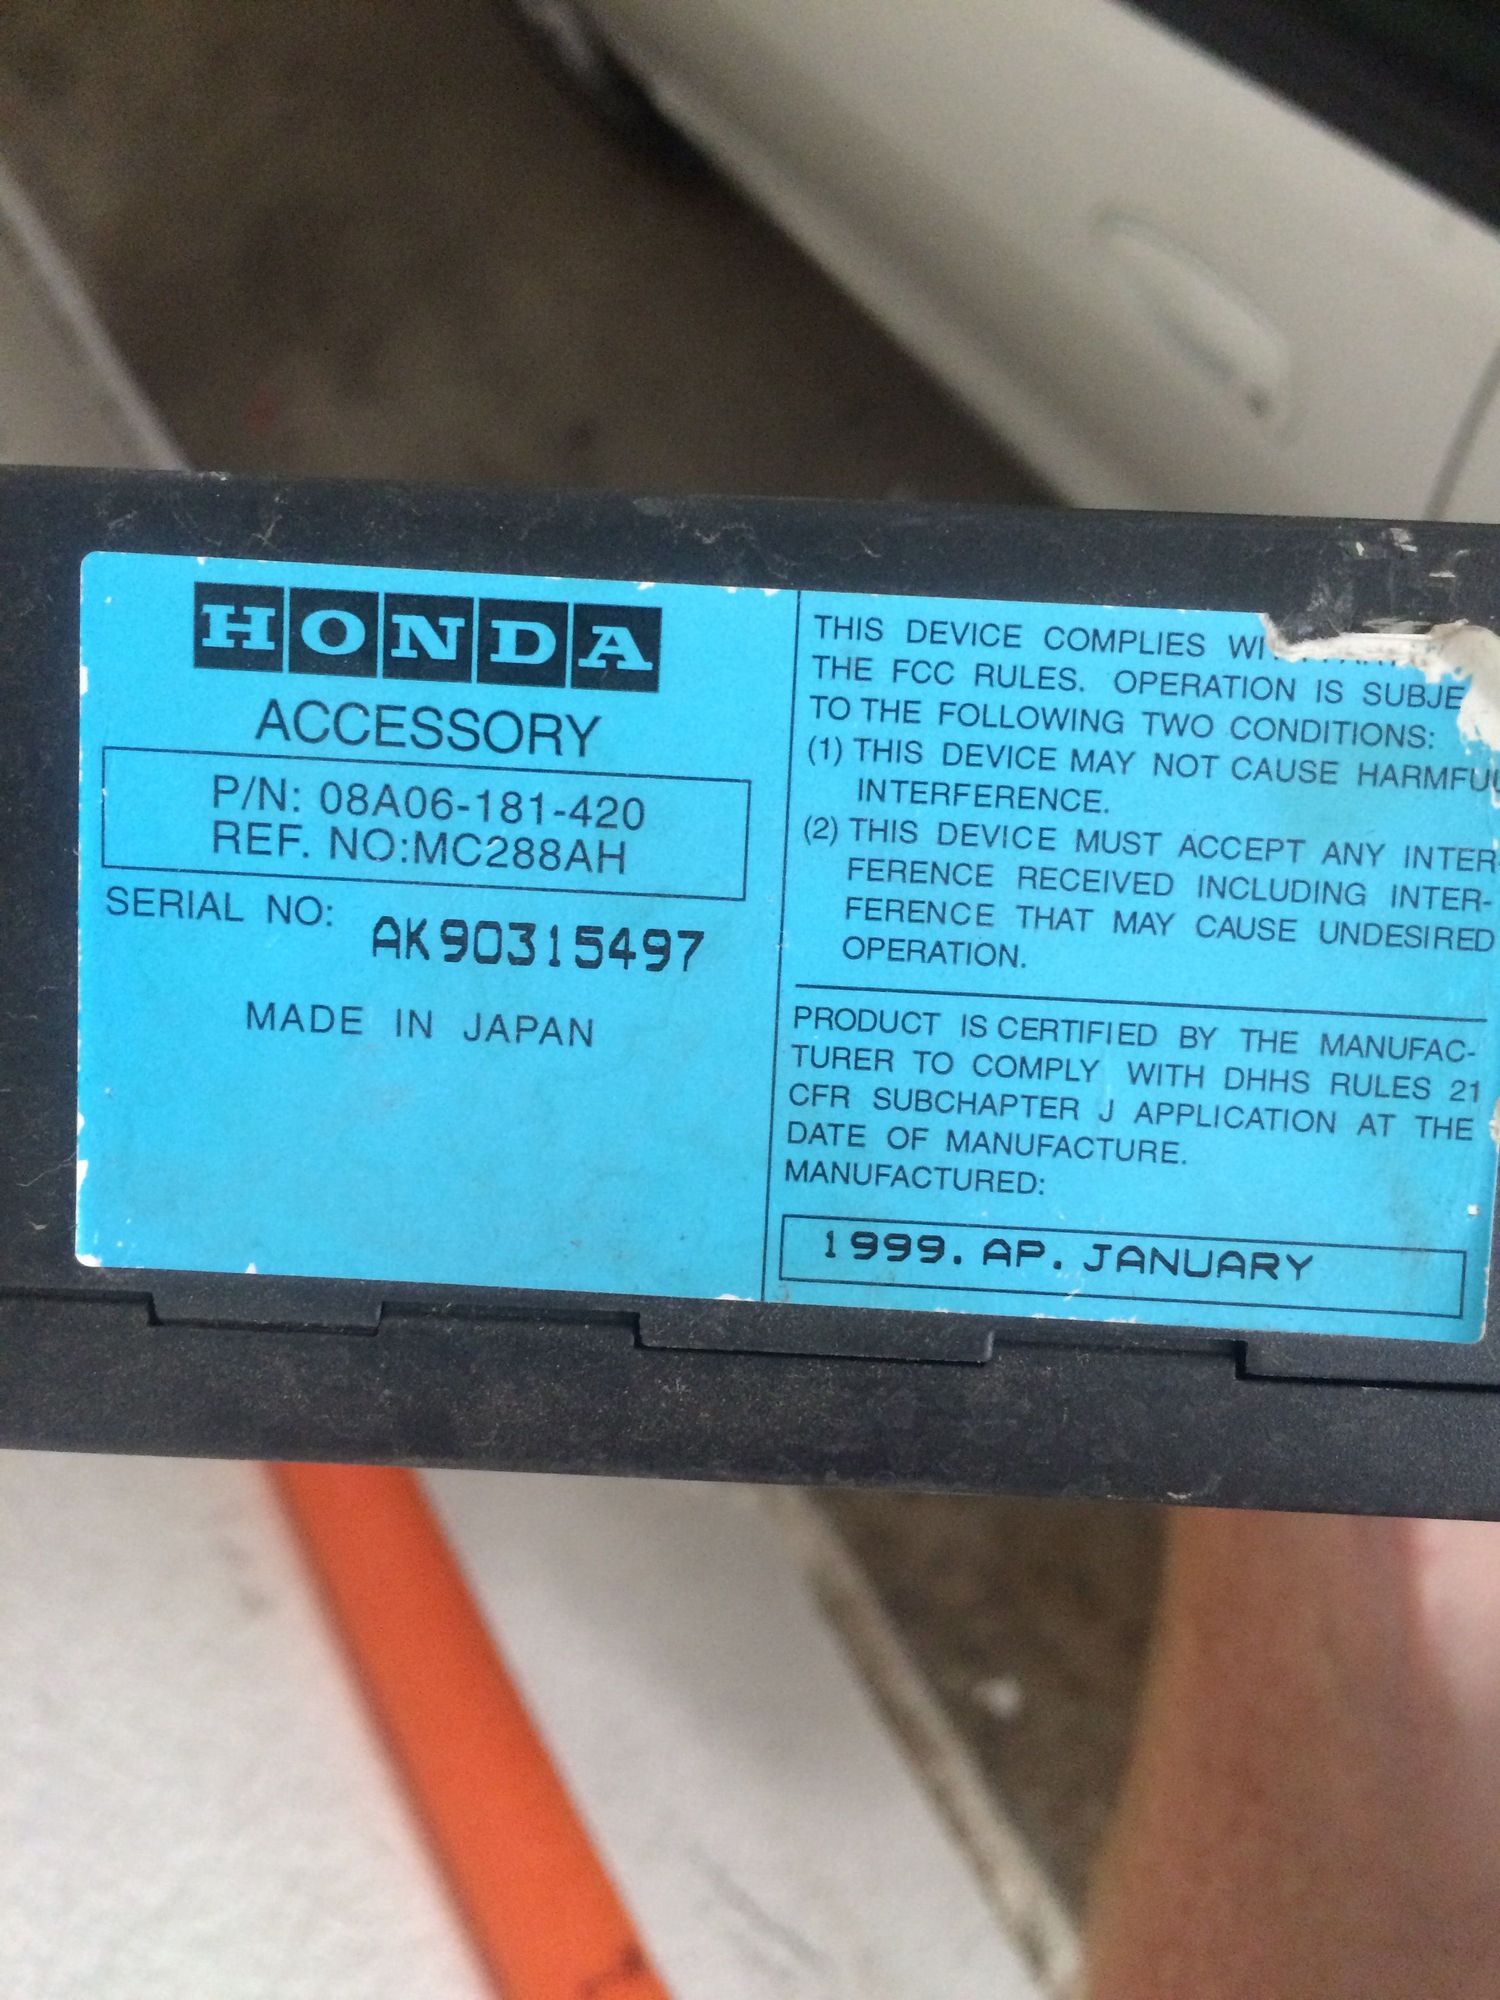 HONDA
ACCESSORY
P/N: 08A06-181-420
REF. NO:MC288AH
SERIAL NO: AK90315497
MADE IN JAPAN
THIS DEVICE COMPLIES
THE FCC RULES. OPERATION IS
TO THE FOLLOWING TWO CONDITIONS:
(1) THIS DEVICE MAY NOT CAUSE HARMFUL
INTERFERENCE.
(2) THIS DEVICE MUST ACCEPT ANY INTER-
FERENCE RECEIVED INCLUDING INTER-
FERENCE THAT MAY CAUSE UNDESIRED
OPERATION.
PRODUCT IS CERTIFIED BY THE MANUFAC-
TURER TO COMPLY WITH DHHS RULES 21
CFR SUBCHAPTER J APPLICATION AT THE
DATE OF MANUFACTURE.
MANUFACTURED:
1999. AP. JANUARY